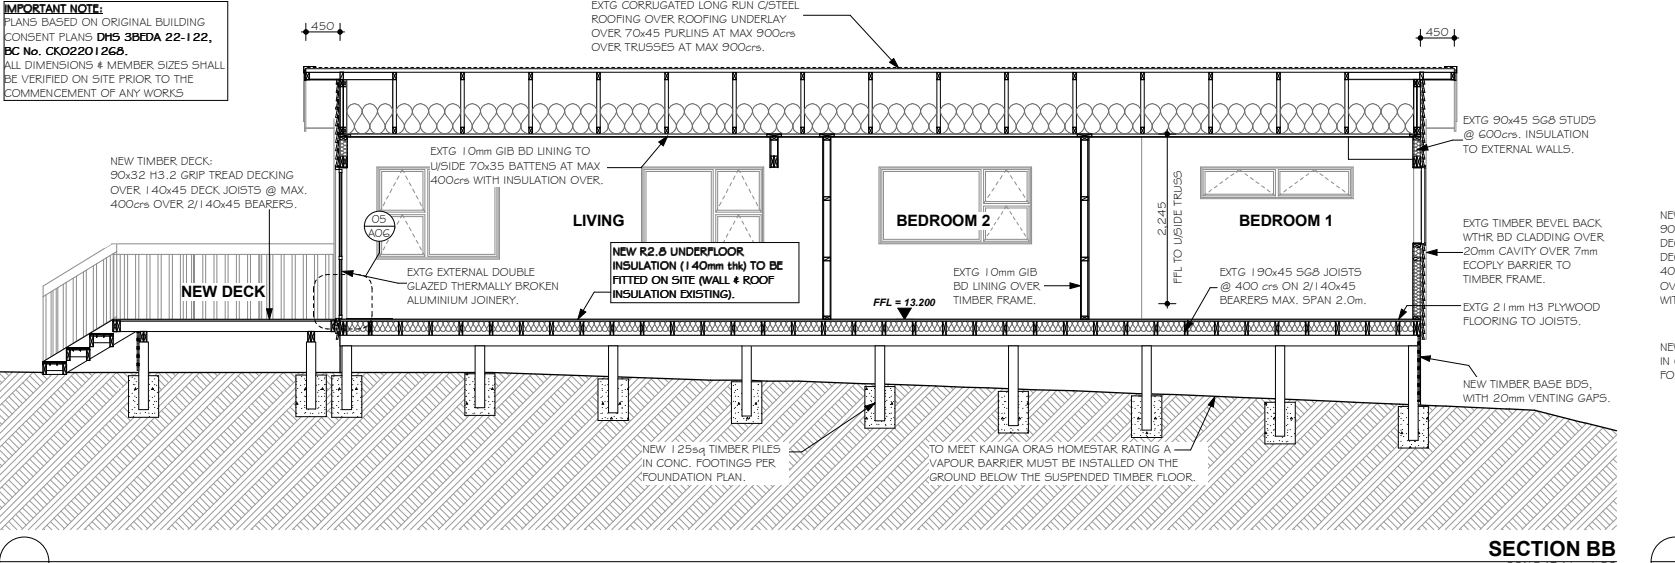 IMPORTANT NOTE:
PLANS BASED ON ORIGINAL BUILDING
CONSENT PLANS DHS 3BEDA 22-122,
BC No. CKO2201268.
ALL DIMENSIONS & MEMBER SIZES SHALL
BE VERIFIED ON SITE PRIOR TO THE
COMMENCEMENT OF ANY WORKS
450
EXTG CORRUGATED LONG RUN C/STEEL
ROOFING OVER ROOFING UNDERLAY
OVER 70x45 PURLINS AT MAX 900crs
OVER TRUSSES AT MAX 900crs.
450
NEW TIMBER DECK:
90x32 H3.2 GRIP TREAD DECKING
OVER 140x45 DECK JOISTS @ MAX.
400crs OVER 2/140x45 BEARERS.
EXTG 10mm GIB BD LINING TO
U/SIDE 70x35 BATTENS AT MAX
400crs WITH INSULATION OVER.
EXTG 90x45 SG8 STUDS
@ 600crs. INSULATION
TO EXTERNAL WALLS.
05
A06
LIVING
BEDROOM 2
2,245
FFL TO U/SIDE TRUSS
BEDROOM 1
NEW R2.8 UNDERFLOOR
INSULATION (140mm thk) TO BE
FITTED ON SITE (WALL & ROOF
INSULATION EXISTING).
EXTG TIMBER BEVEL BACK
WTHR BD CLADDING OVER
20mm CAVITY OVER 7mm
ECOPLY BARRIER TO
TIMBER FRAME.
NEW DECK
EXTG EXTERNAL DOUBLE
GLAZED THERMALLY BROKEN
ALUMINIUM JOINERY.
FFL = 13.200
EXTG 10mm GIB
BD LINING OVER
TIMBER FRAME.
EXTG 190x45 SG8 JOISTS
@ 400 crs ON 2/140x45
BEARERS MAX. SPAN 2.0m.
EXTG 21mm H3 PLYWOOD
FLOORING TO JOISTS.
NEW TIMBER BASE BDS,
WITH 20mm VENTING GAPS.
NEW 125sq TIMBER PILES
IN CONC. FOOTINGS PER
FOUNDATION PLAN.
TO MEET KAINGA ORAS HOMESTAR RATING A
VAPOUR BARRIER MUST BE INSTALLED ON THE
GROUND BELOW THE SUSPENDED TIMBER FLOOR.
SECTION BB